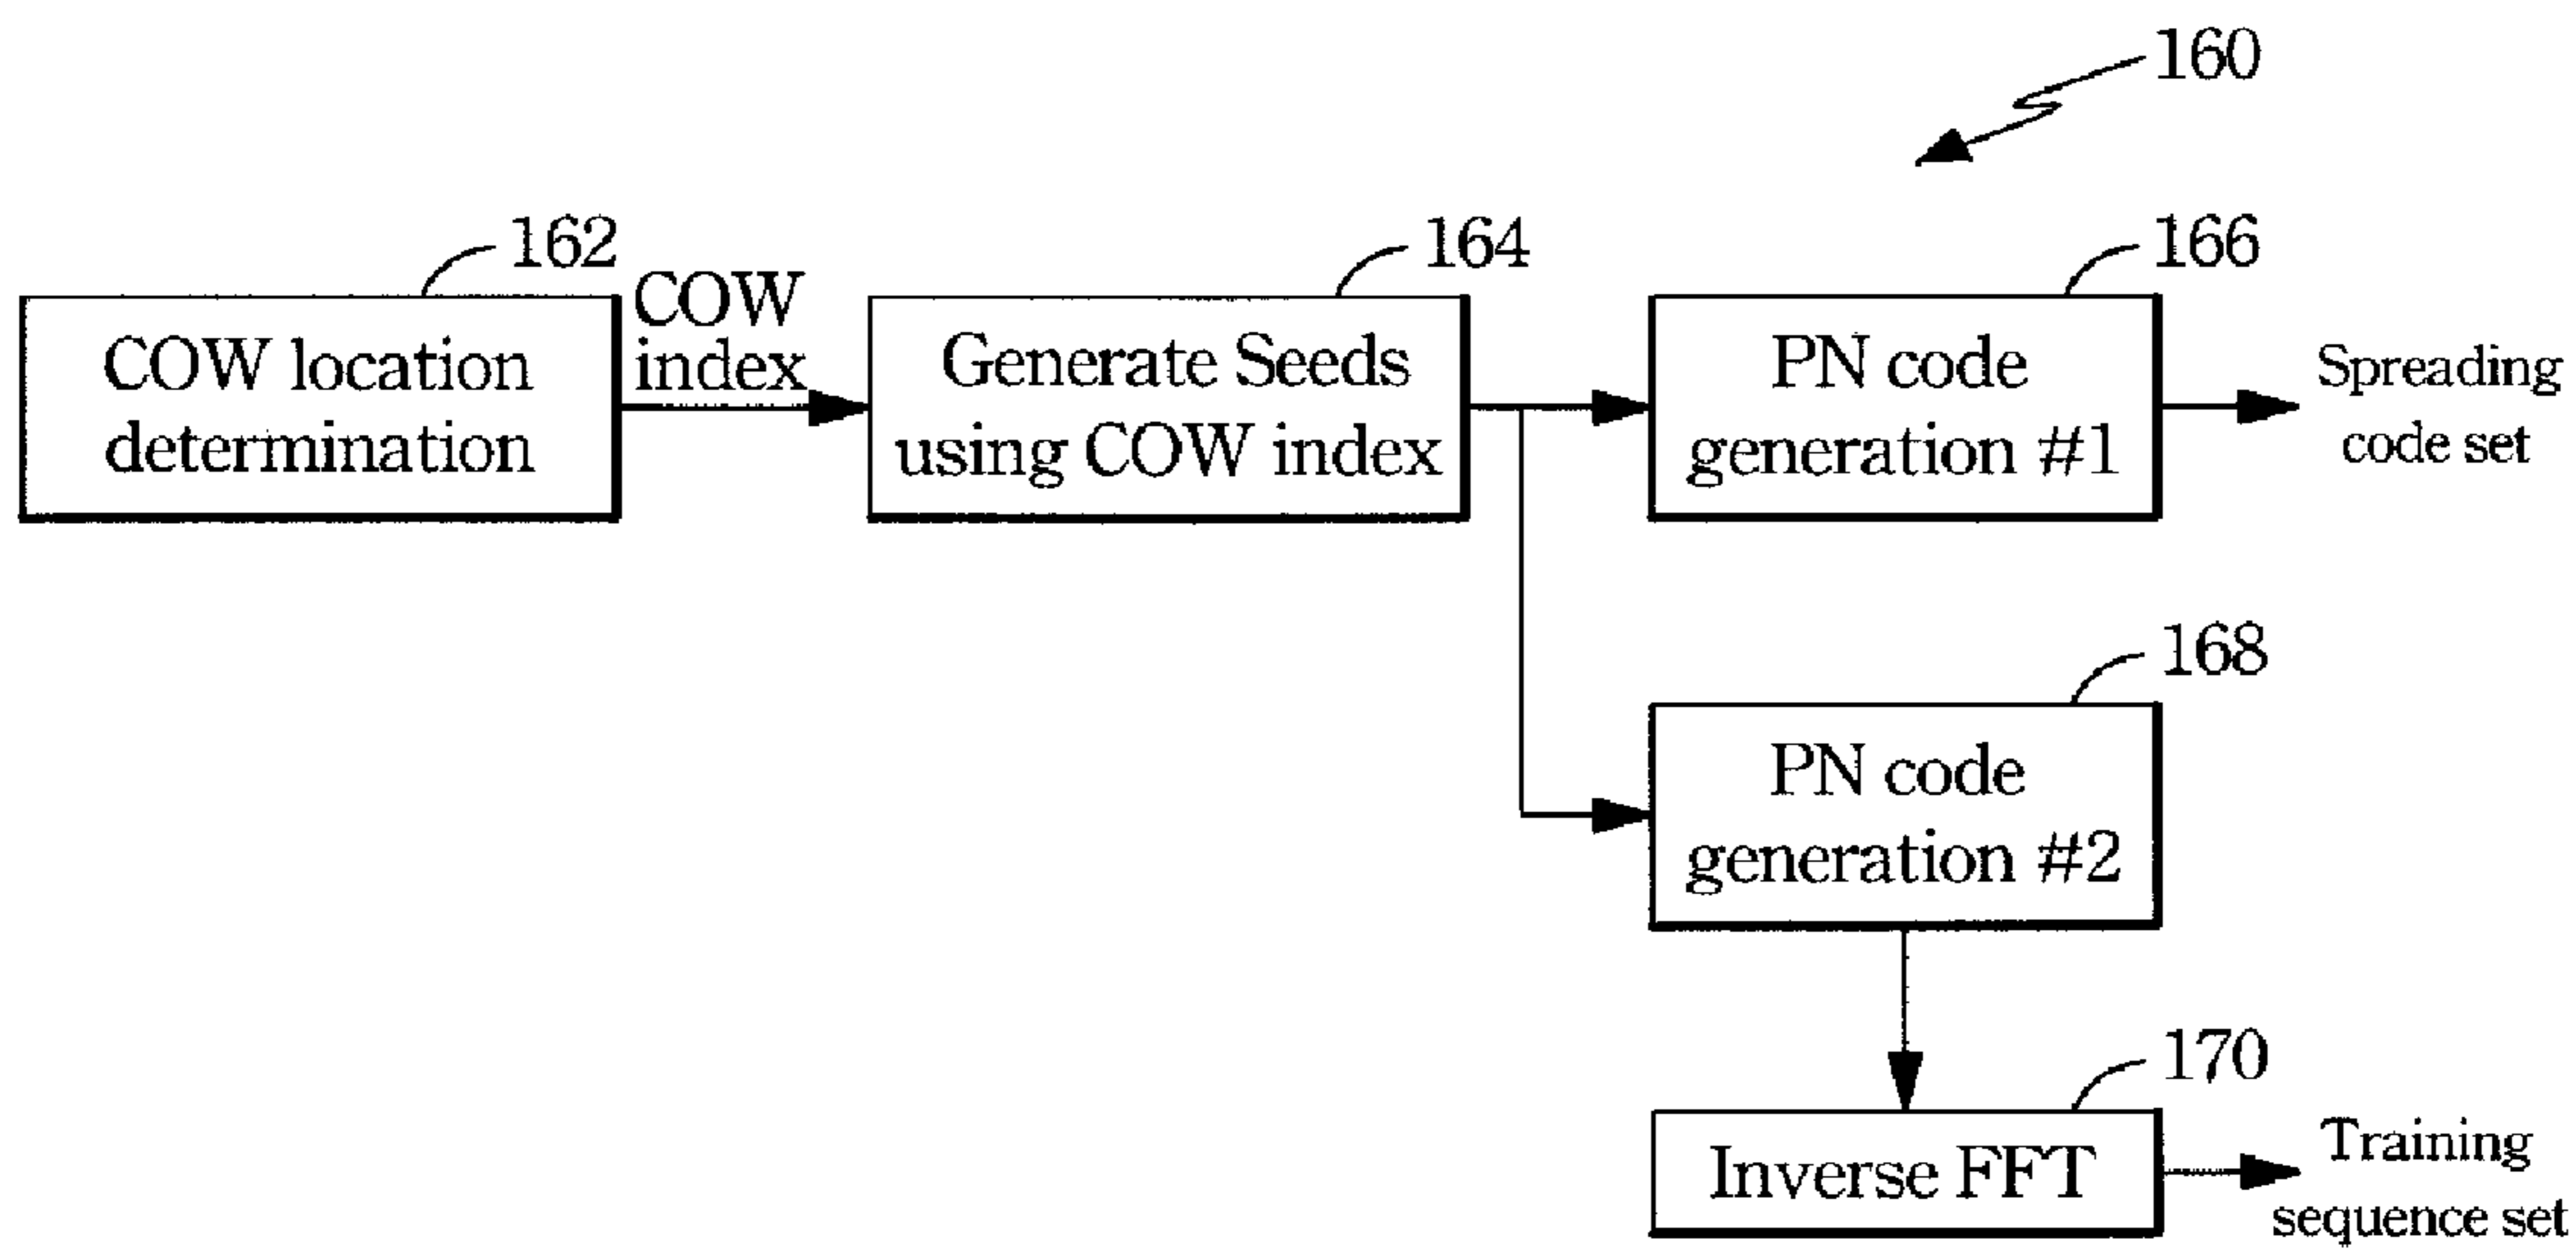 160
162
COW
index
COW location
determination
164
Generate Seeds
using COW index
166
PN code
generation #1
Spreading
code set
168
PN code
generation #2
170
Inverse FFT
Training
sequence set